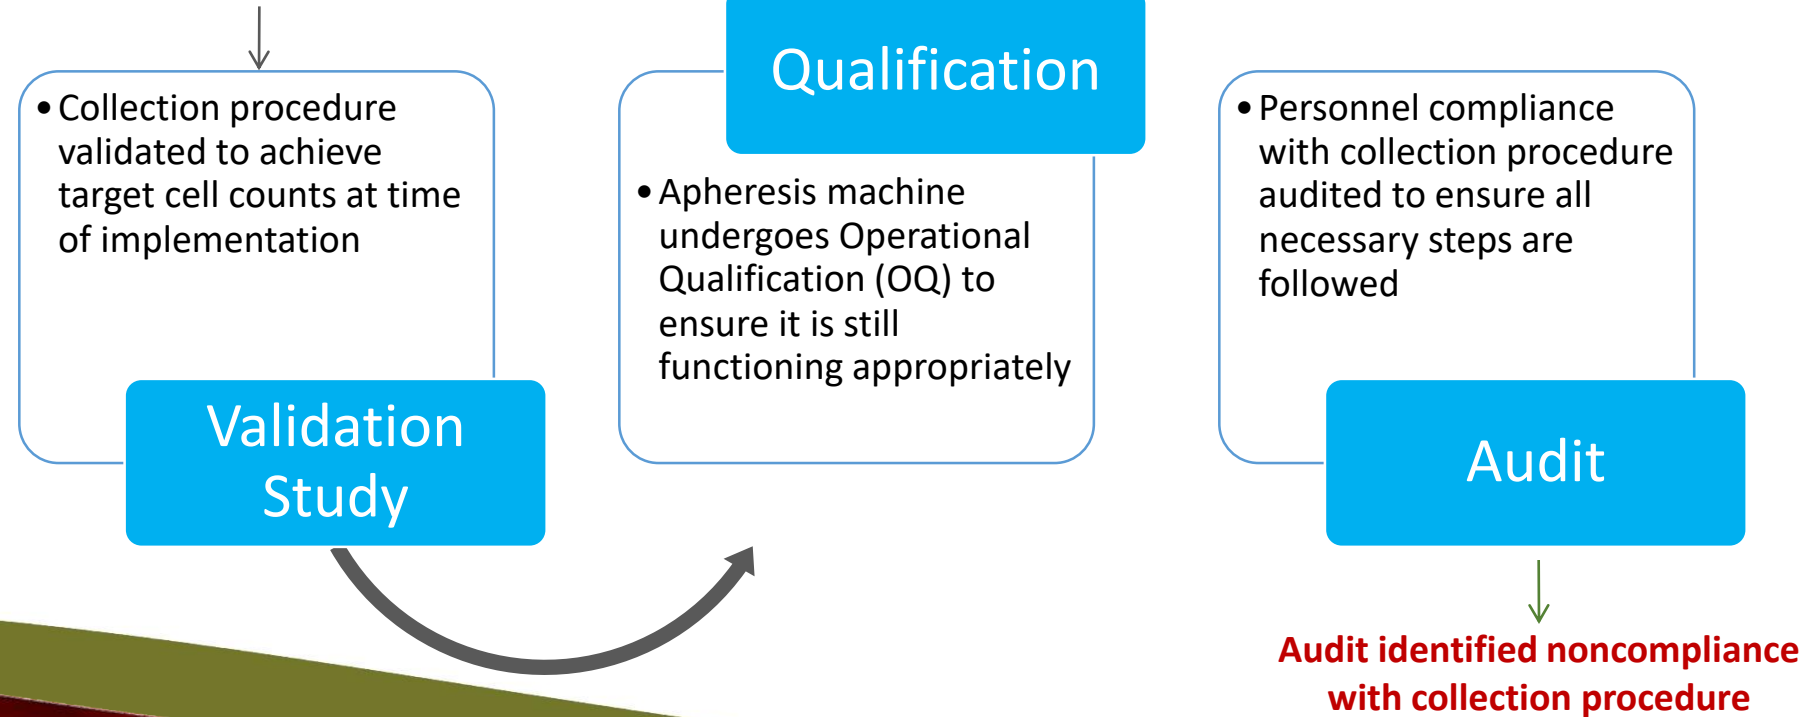 • Collection procedure
validated to achieve
target cell counts at time
of implementation
Validation
Study
Qualification
• Apheresis machine
undergoes Operational
Qualification (OQ) to
ensure it is still
functioning appropriately
• Personnel compliance
with collection procedure
audited to ensure all
necessary steps are
followed
Audit
Audit identified noncompliance
with collection procedure